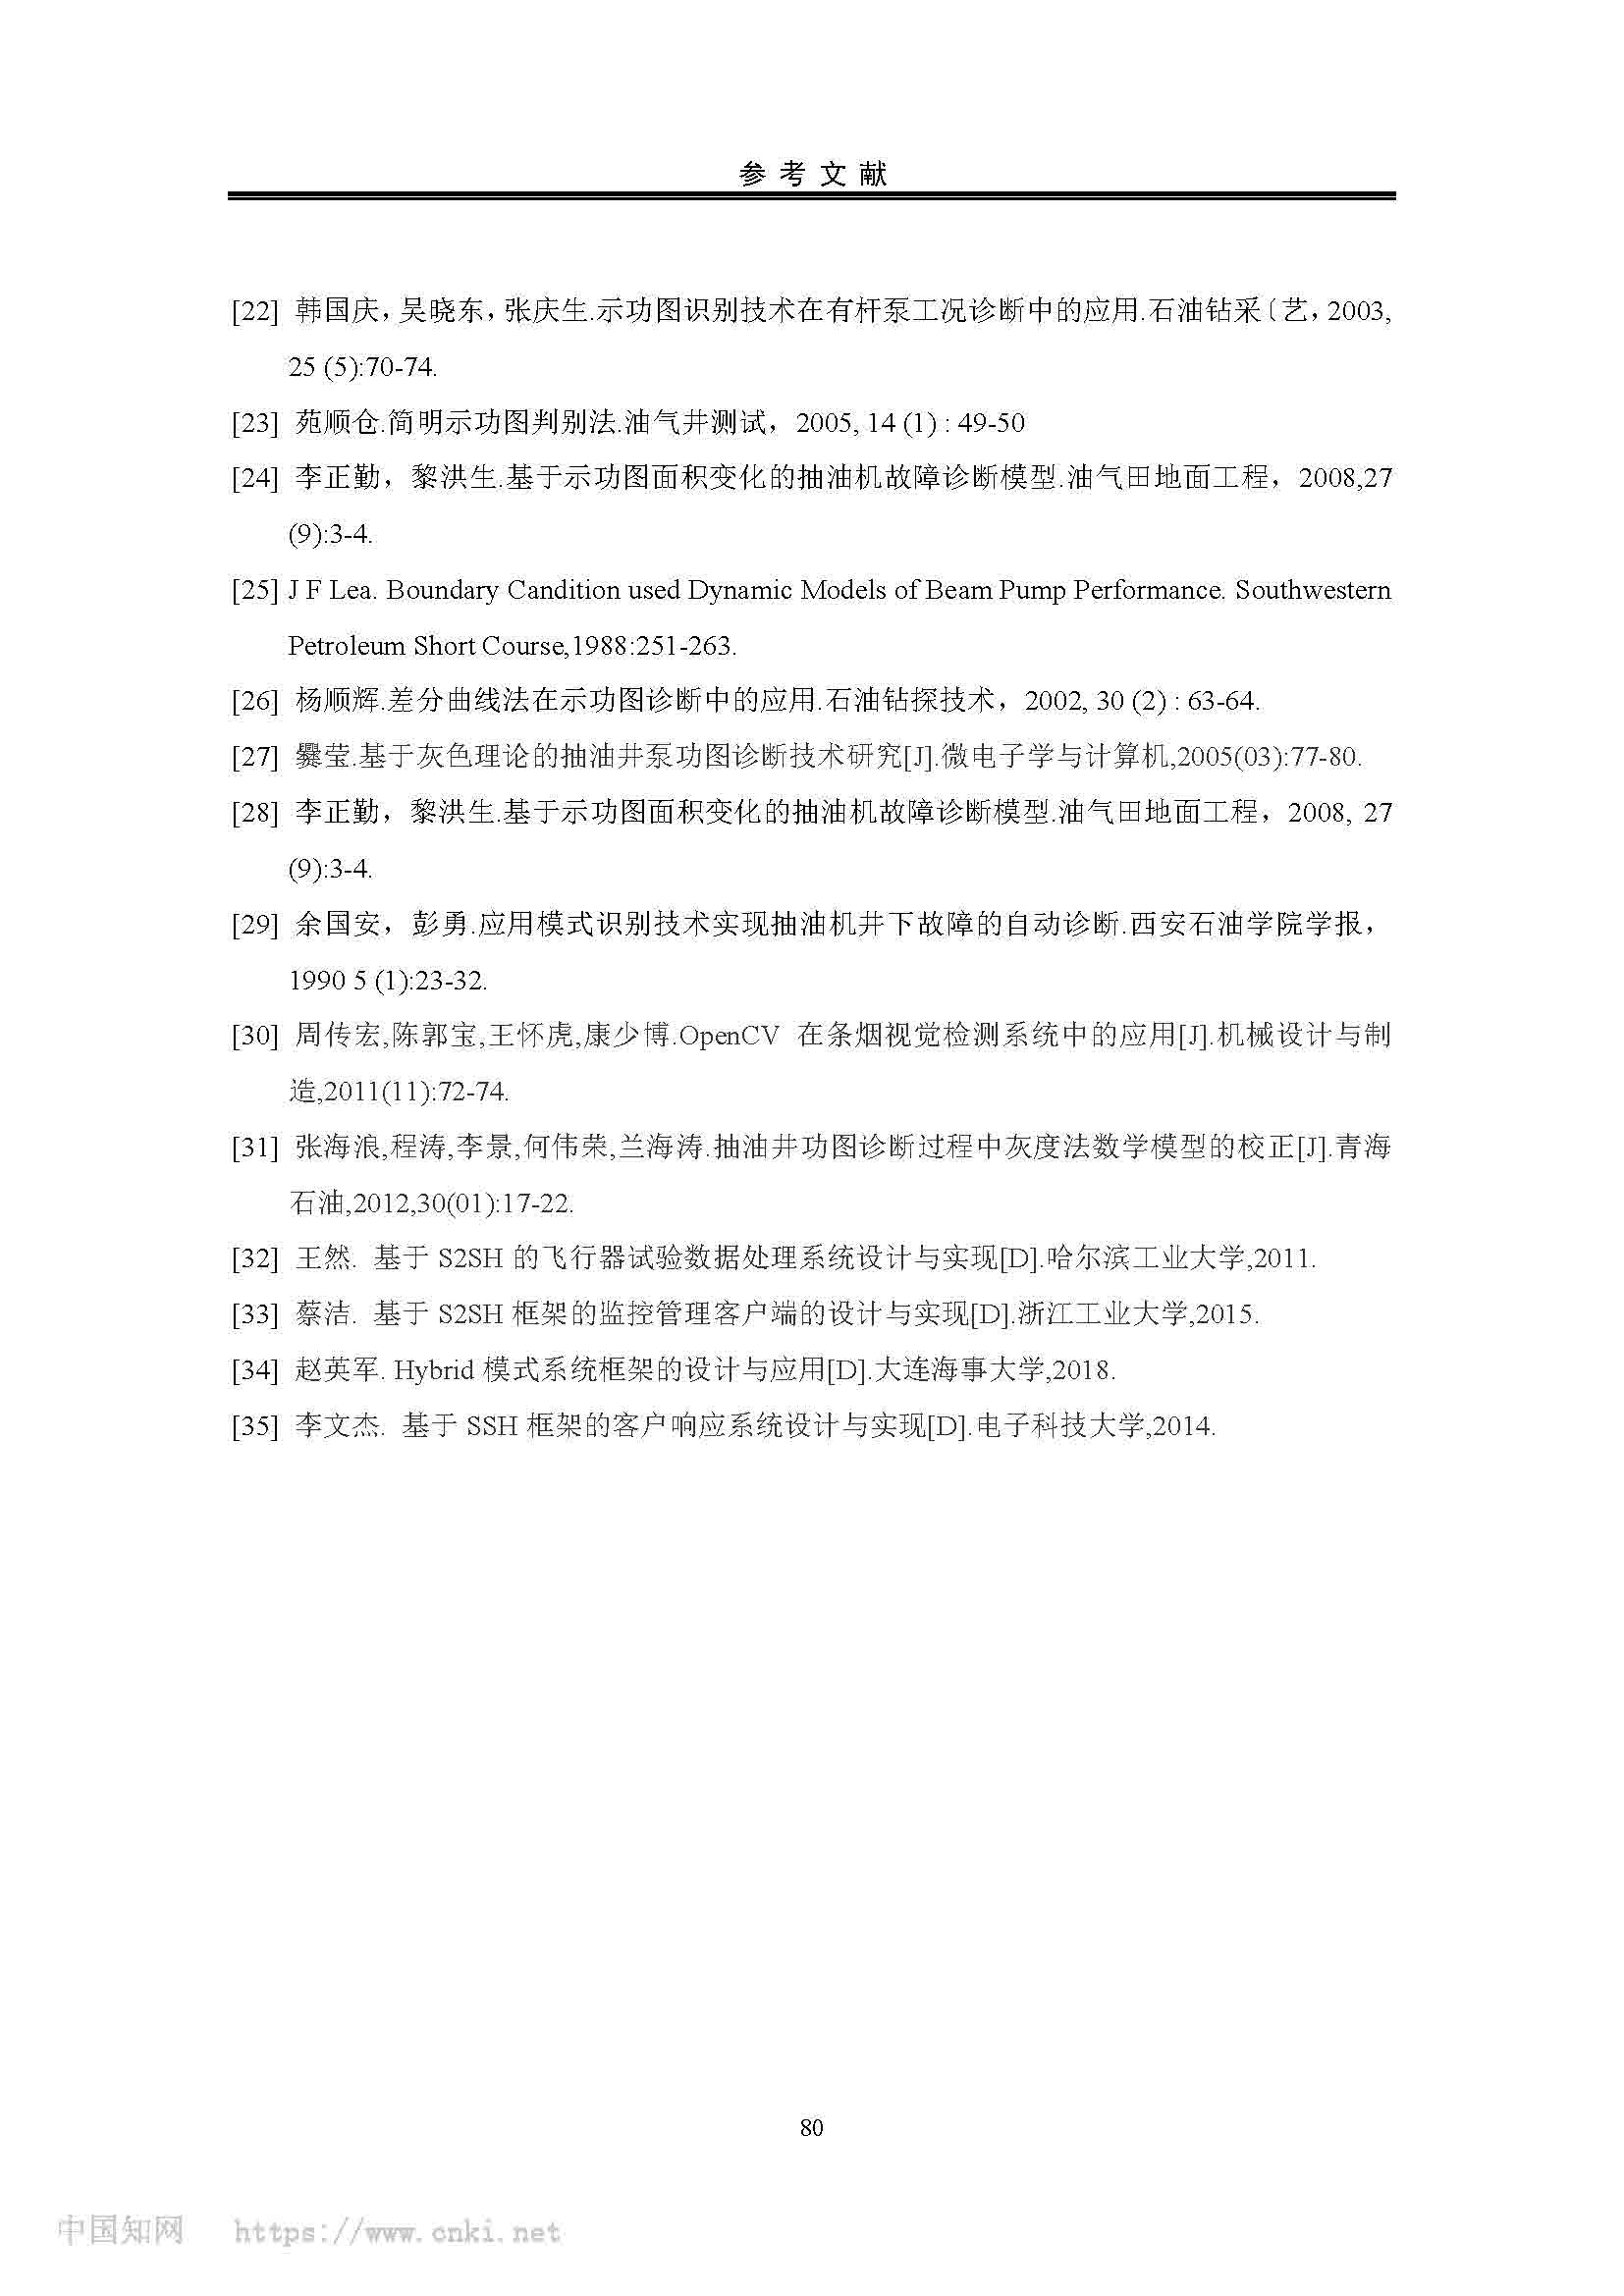 参 考 文 献
[22] 韩国庆，吴晓东，张庆生.示功图识别技术在有杆泵工况诊断中的应用.石油钻采〔艺，2003,
25 (5):70-74.
[23] 苑顺仓.简明示功图判别法.油气井测试，2005, 14 (1) : 49-50
[24] 李正勤，黎洪生.基于示功图面积变化的抽油机故障诊断模型.油气田地面工程，2008,27
(9):3-4.
[25] J F Lea. Boundary Candition used Dynamic Models of Beam Pump Performance. Southwestern
Petroleum Short Course,1988:251-263.
[26] 杨顺辉.差分曲线法在示功图诊断中的应用.石油钻探技术，2002, 30 (2) : 63-64.
[27] 爨莹.基于灰色理论的抽油井泵功图诊断技术研究[J].微电子学与计算机,2005(03):77-80.
[28] 李正勤，黎洪生.基于示功图面积变化的抽油机故障诊断模型.油气田地面工程，2008, 27
(9):3-4.
[29] 余国安，彭勇.应用模式识别技术实现抽油机井下故障的自动诊断.西安石油学院学报，
1990 5 (1):23-32.
[30] 周传宏,陈郭宝,王怀虎,康少博.OpenCV 在条烟视觉检测系统中的应用[J].机械设计与制
造,2011(11):72-74.
[31] 张海浪,程涛,李景,何伟荣,兰海涛.抽油井功图诊断过程中灰度法数学模型的校正[J].青海
石油,2012,30(01):17-22.
[32] 王然. 基于 S2SH 的飞行器试验数据处理系统设计与实现[D].哈尔滨工业大学,2011.
[33] 蔡洁. 基于 S2SH 框架的监控管理客户端的设计与实现[D].浙江工业大学,2015.
[34] 赵英军. Hybrid 模式系统框架的设计与应用[D].大连海事大学,2018.
[35] 李文杰. 基于 SSH 框架的客户响应系统设计与实现[D].电子科技大学,2014.
80
中国知网 https://www.cnki.net